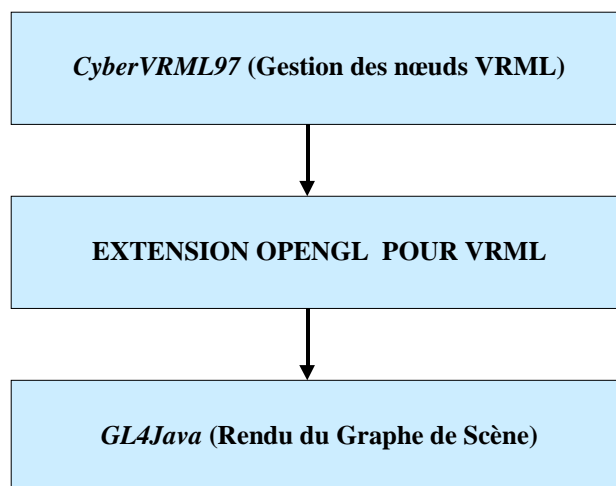 CyberVRML97 (Gestion des nœuds VRML)
EXTENSION OPENGL POUR VRML
GL4Java (Rendu du Graphe de Scène)